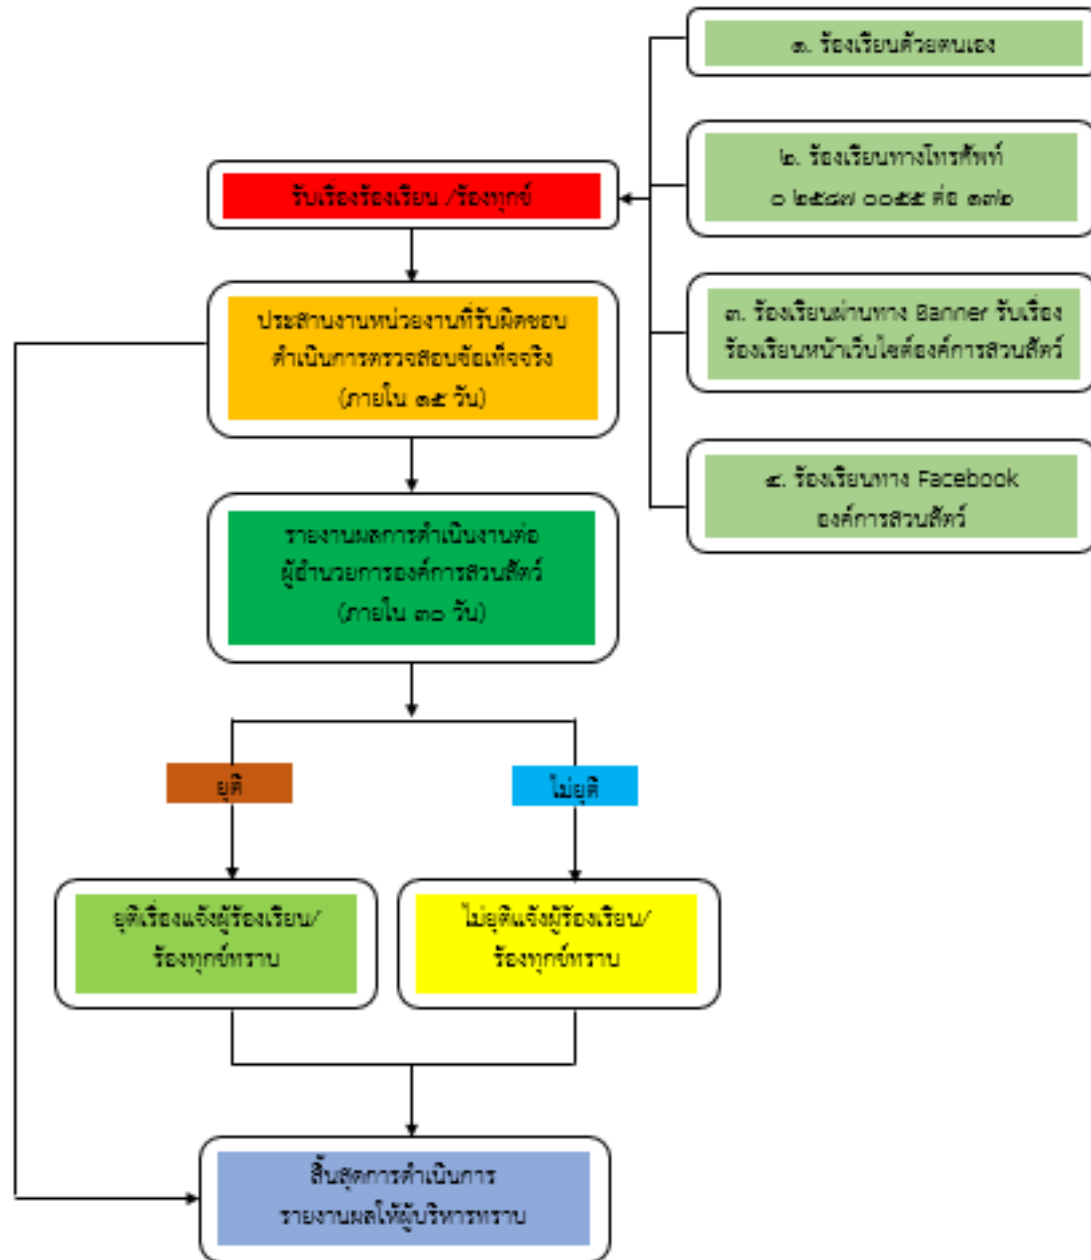 ๑. ร้องเรียนด้วยตนเอง
๒. ร้องเรียนทางโทรศัพท์
๐ ๒๕๘๗ ๐๐๕๕ ต่อ ๑๓๒
๓. ร้องเรียนผ่านทาง Banner รับเรื่อง
ร้องเรียนหน้าเว็บไซต์องค์การสวนสัตว์
๔. ร้องเรียนทาง Facebook
องค์การสวนสัตว์
รับเรื่องร้องเรียน /ร้องทุกข์
ประสานงานหน่วยงานที่รับผิดชอบ
ดำเนินการตรวจสอบข้อเท็จจริง
(ภายใน ๑๕ วัน)
รายงานผลการดำเนินงานต่อ
ผู้อำนวยการองค์การสวนสัตว์
(ภายใน ๓๐ วัน)
ยุติ
ไม่ยุติ
ยุติเรื่องแจ้งผู้ร้องเรียน/
ร้องทุกข์ทราบ
ไม่ยุติแจ้งผู้ร้องเรียน/
ร้องทุกข์ทราบ
สิ้นสุดการดำเนินการ
รายงานผลให้ผู้บริหารทราบ